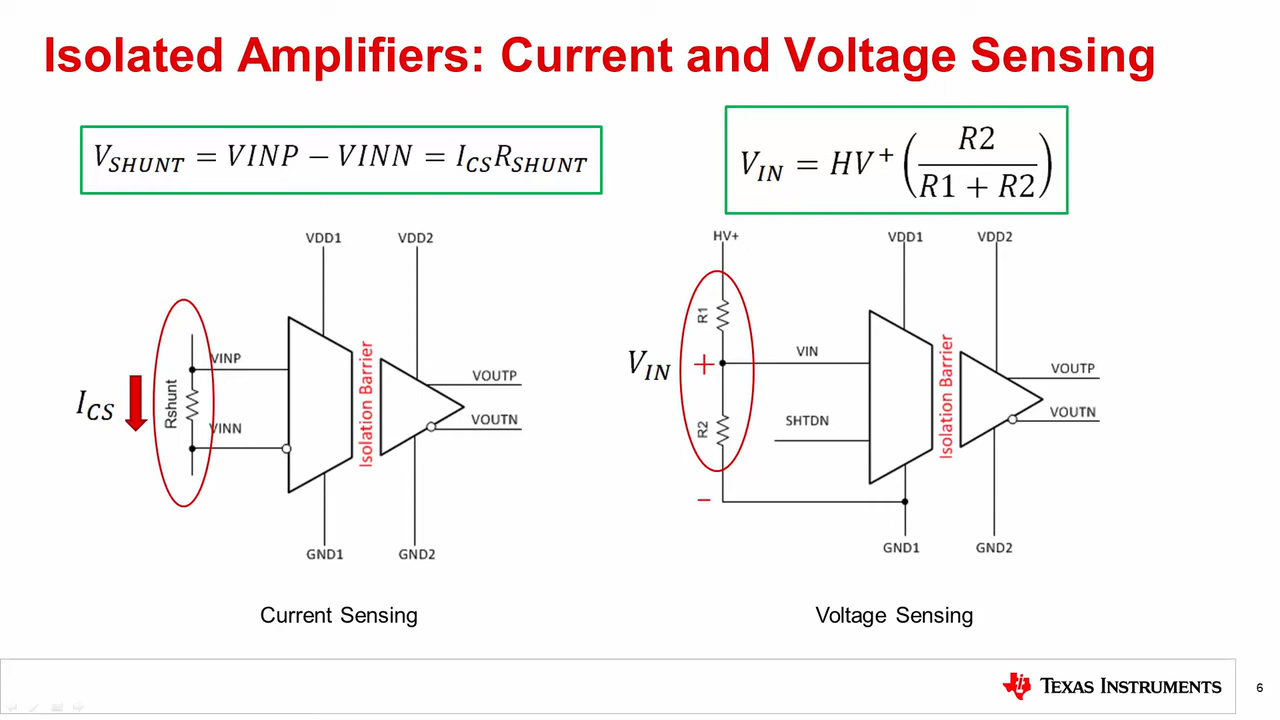 Isolated Amplifiers: Current and Voltage Sensing
V_SHUNT = VINP − VINN = I_CS R_SHUNT
V_IN = HV⁺ (R2 / (R1 + R2))
VDD1
VDD2
VINP
I_CS
Rshunt
VINN
Isolation Barrier
VOUTP
VOUTN
GND1
GND2
Current Sensing
HV+
VDD1
VDD2
R1
V_IN
+
VIN
R2
SHTDN
−
Isolation Barrier
VOUTP
VOUTN
GND1
GND2
Voltage Sensing
TEXAS INSTRUMENTS
6